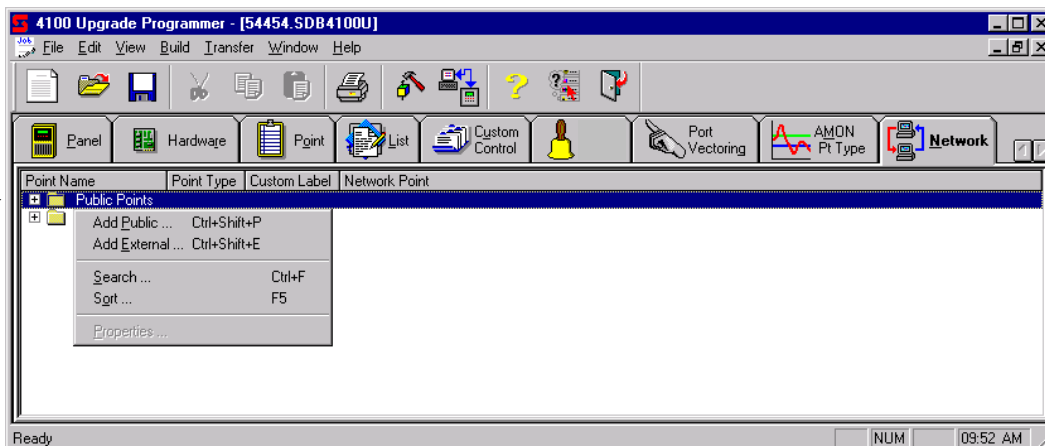 4100 Upgrade Programmer - [54454.SDB4100U]
Job File Edit View Build Transfer Window Help
Panel Hardware Point List Custom Control Port Vectoring AMON Pt Type Network
Point Name Point Type Custom Label Network Point
Public Points
Add Public ... Ctrl+Shift+P
Add External ... Ctrl+Shift+E
Search ... Ctrl+F
Sort ... F5
Properties ...
Ready NUM 09:52 AM